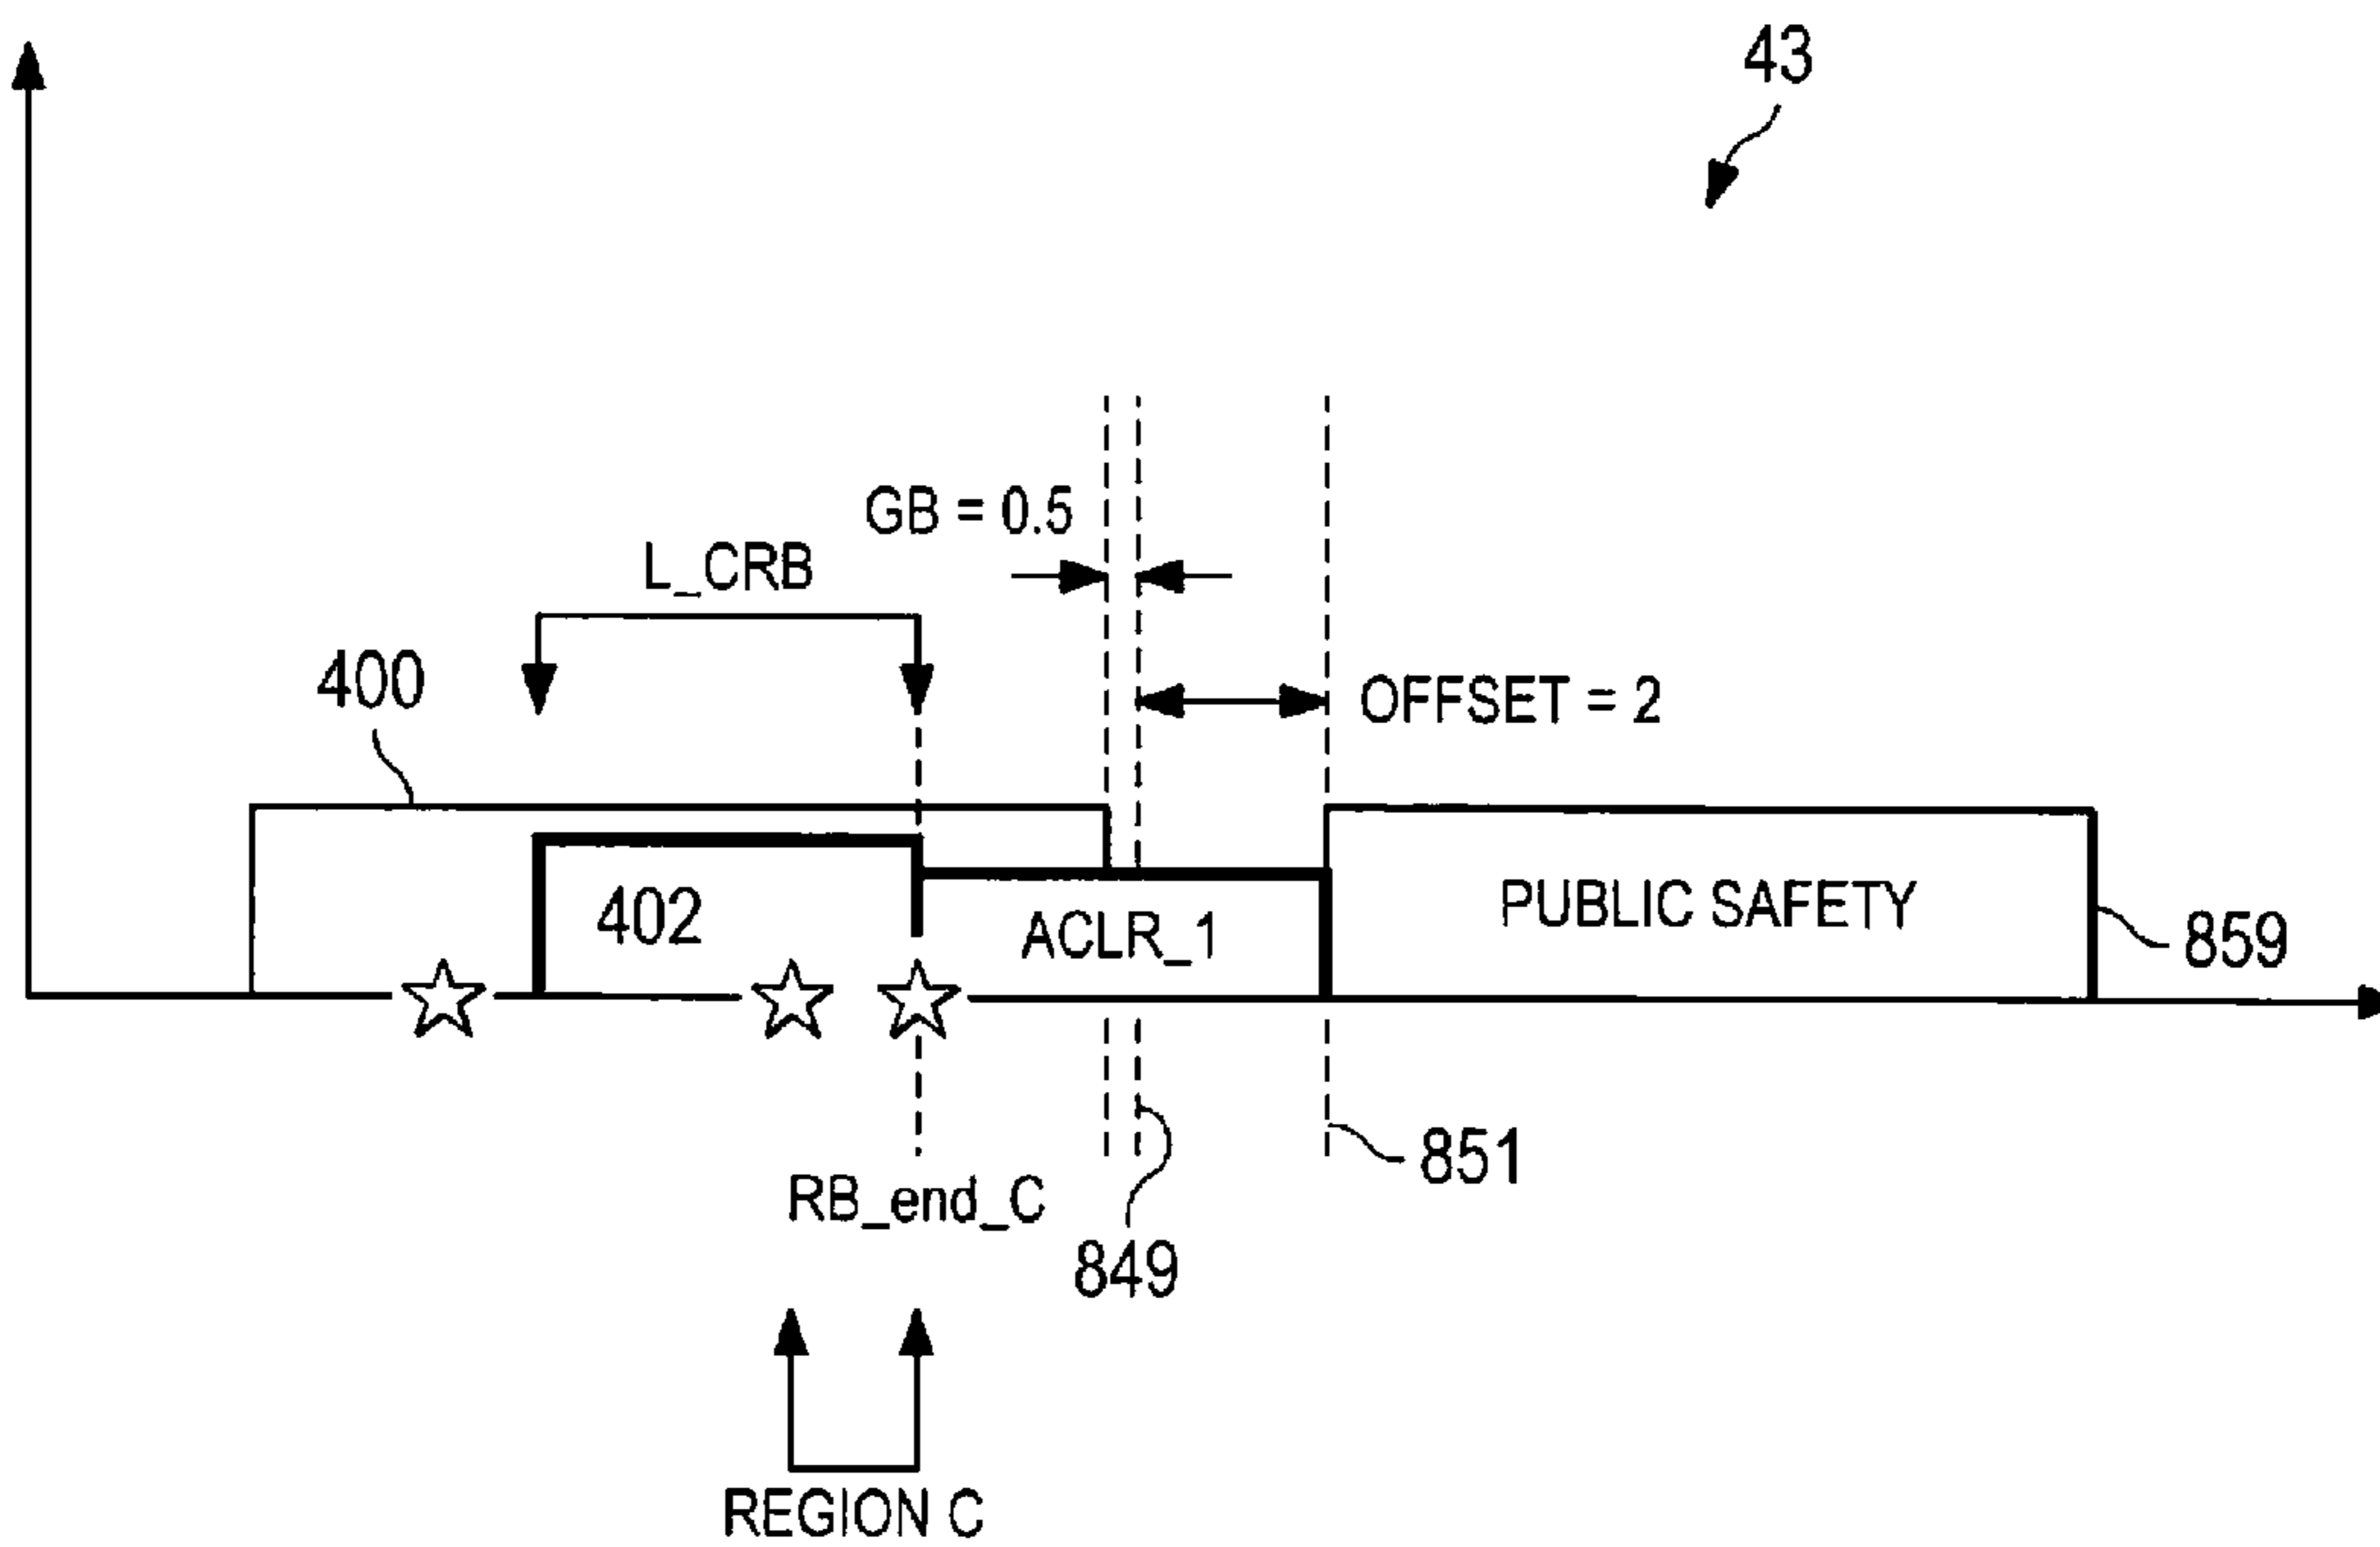 43
GB = 0.5
L_CRB
400
OFFSET = 2
402
ACLR_1
PUBLIC SAFETY
859
851
RB_end_C
849
REGION C